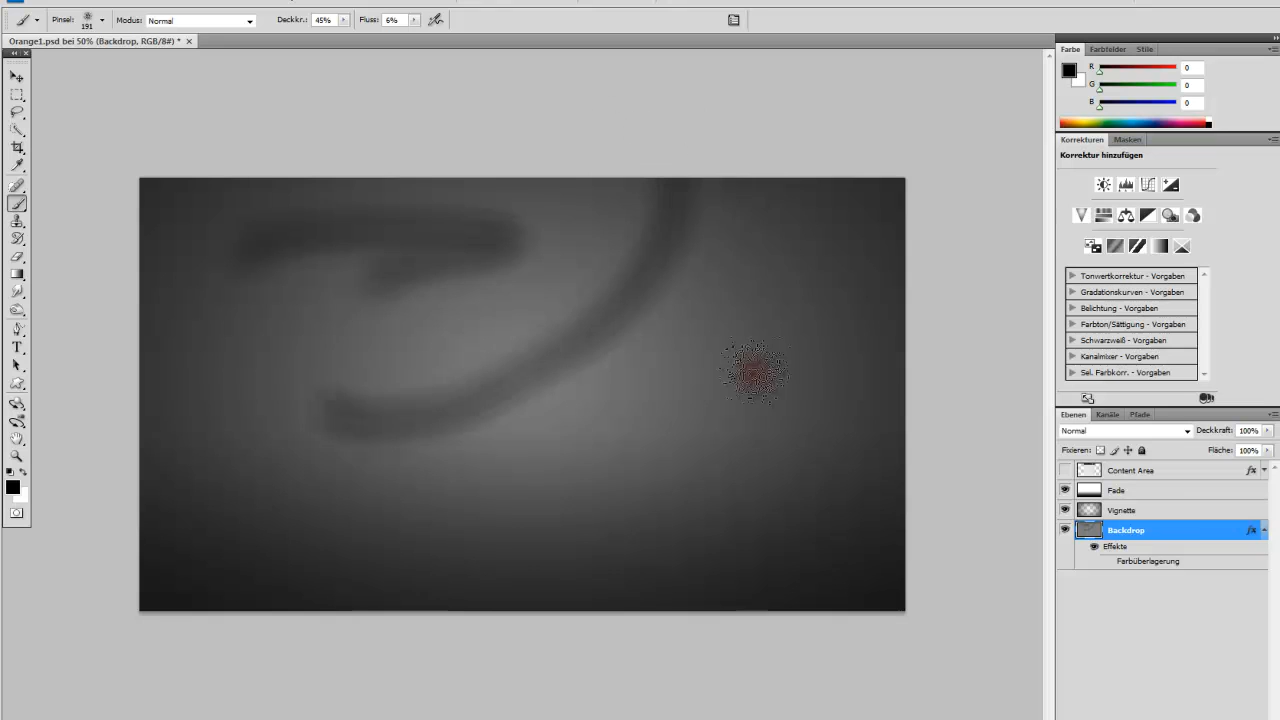 Pinsel: 191 Modus: Normal Deckkr.: 45% Fluss: 6%
Orange1.psd bei 50% (Backdrop, RGB/8#) *
Farbe Farbfelder Stile
R 0
G 0
B 0
Korrekturen Masken
Korrektur hinzufügen
Tonwertkorrektur - Vorgaben
Gradationskurven - Vorgaben
Belichtung - Vorgaben
Farbton/Sättigung - Vorgaben
Schwarzweiß - Vorgaben
Kanalmixer - Vorgaben
Sel. Farbkorr. - Vorgaben
Ebenen Kanäle Pfade
Normal Deckkraft: 100%
Fixieren: Fläche: 100%
Content Area fx
Fade
Vignette
Backdrop fx
Effekte
Farbüberlagerung